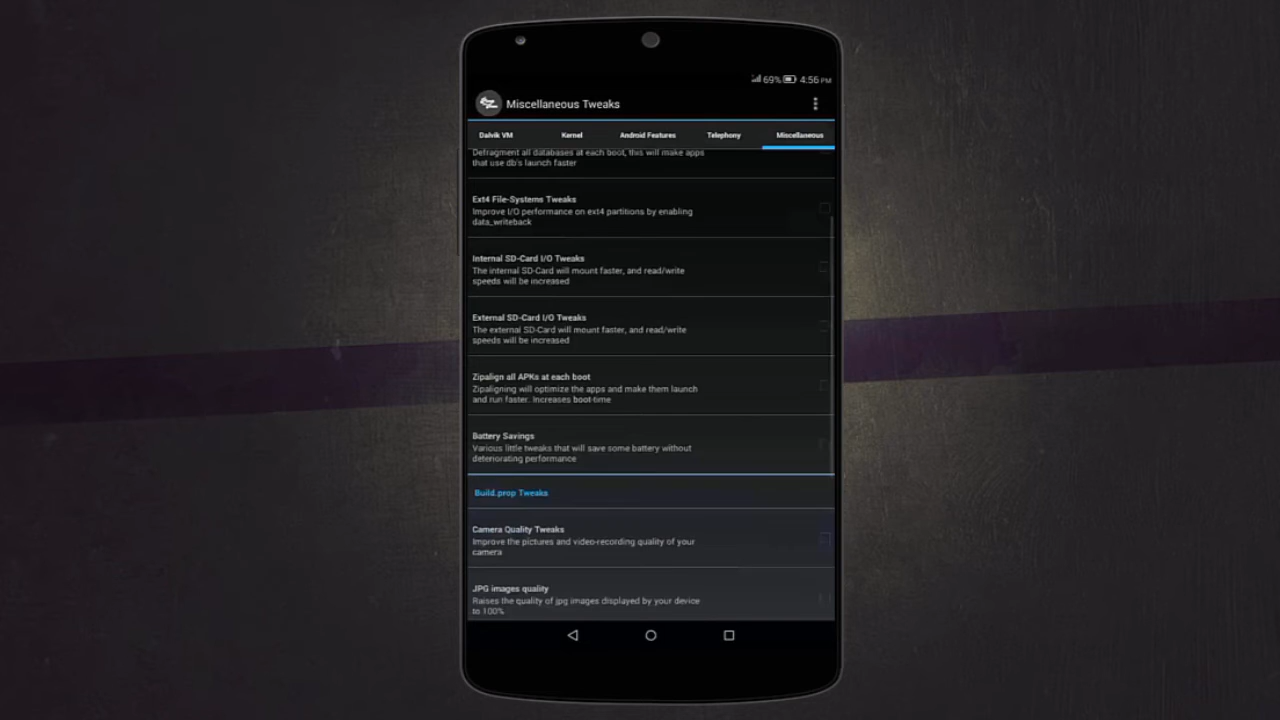 69% 4:56 PM
Miscellaneous Tweaks
Dalvik VM Kernel Android Features Telephony Miscellaneous
Defragment all databases at each boot, this will make apps
that use db's launch faster
Ext4 File-Systems Tweaks
Improve I/O performance on ext4 partitions by enabling
data_writeback
Internal SD-Card I/O Tweaks
The internal SD-Card will mount faster, and read/write
speeds will be increased
External SD-Card I/O Tweaks
The external SD-Card will mount faster, and read/write
speeds will be increased
Zipalign all APKs at each boot
Zipaligning will optimize the apps and make them launch
and run faster. Increases boot-time
Battery Savings
Various little tweaks that will save some battery without
deteriorating performance
Build.prop Tweaks
Camera Quality Tweaks
Improve the pictures and video-recording quality of your
camera
JPG images quality
Raises the quality of jpg images displayed by your device
to 100%